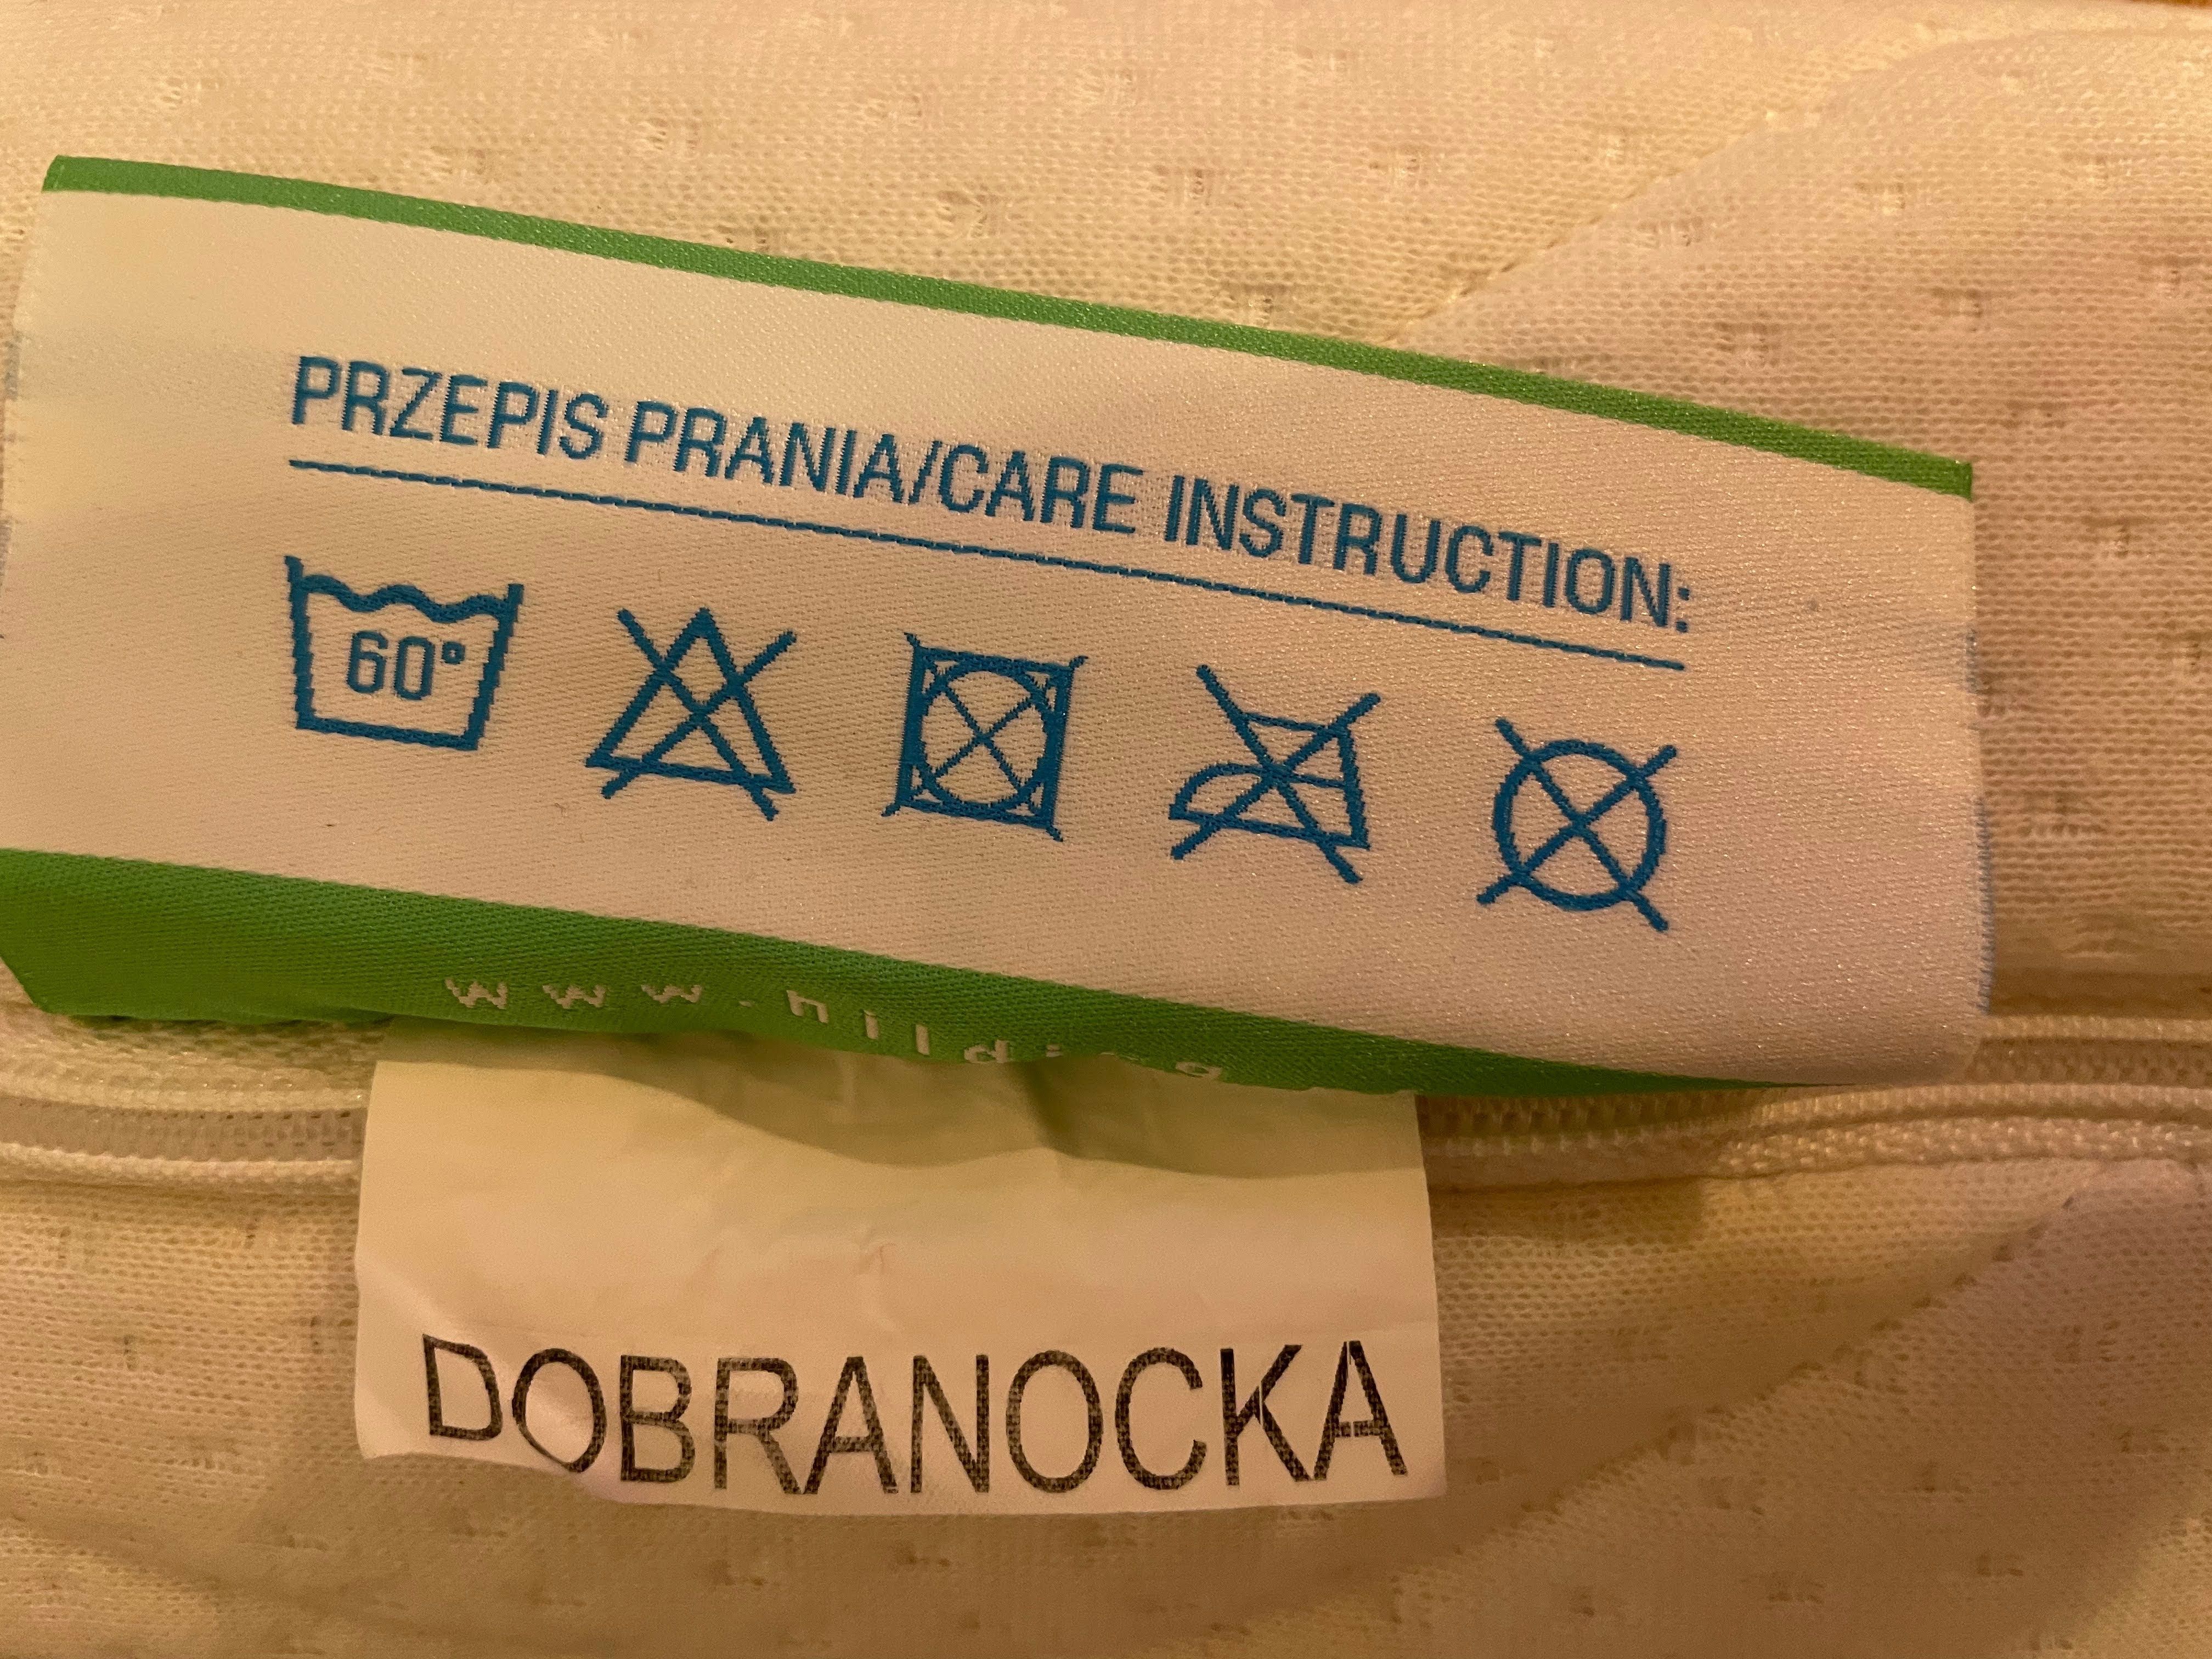 PRZEPIS PRANIA/CARE INSTRUCTION:
60°
DOBRANOCKA